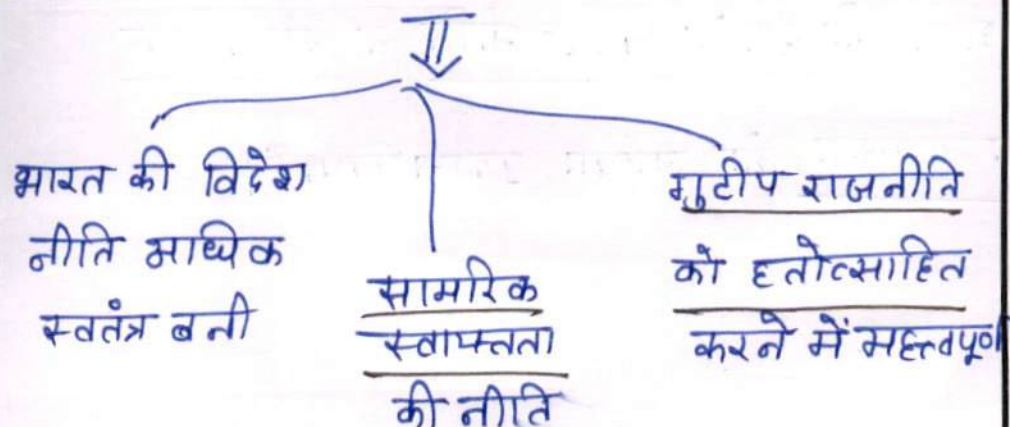 भारत की विदेश
नीति अधिक
स्वतंत्र बनी
सामरिक
स्वायत्तता
की नीति
गुटीय राजनीति
को हतोत्साहित
करने में महत्त्वपूर्ण